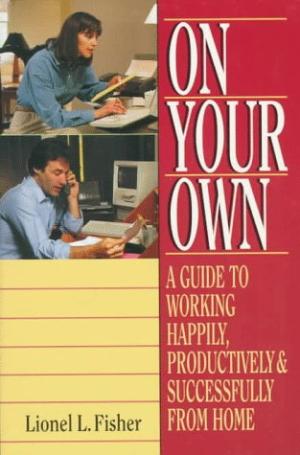 ON
YOUR
OWN
A GUIDE TO
WORKING
HAPPILY,
PRODUCTIVELY &
SUCCESSFULLY
FROM HOME
Lionel L. Fisher